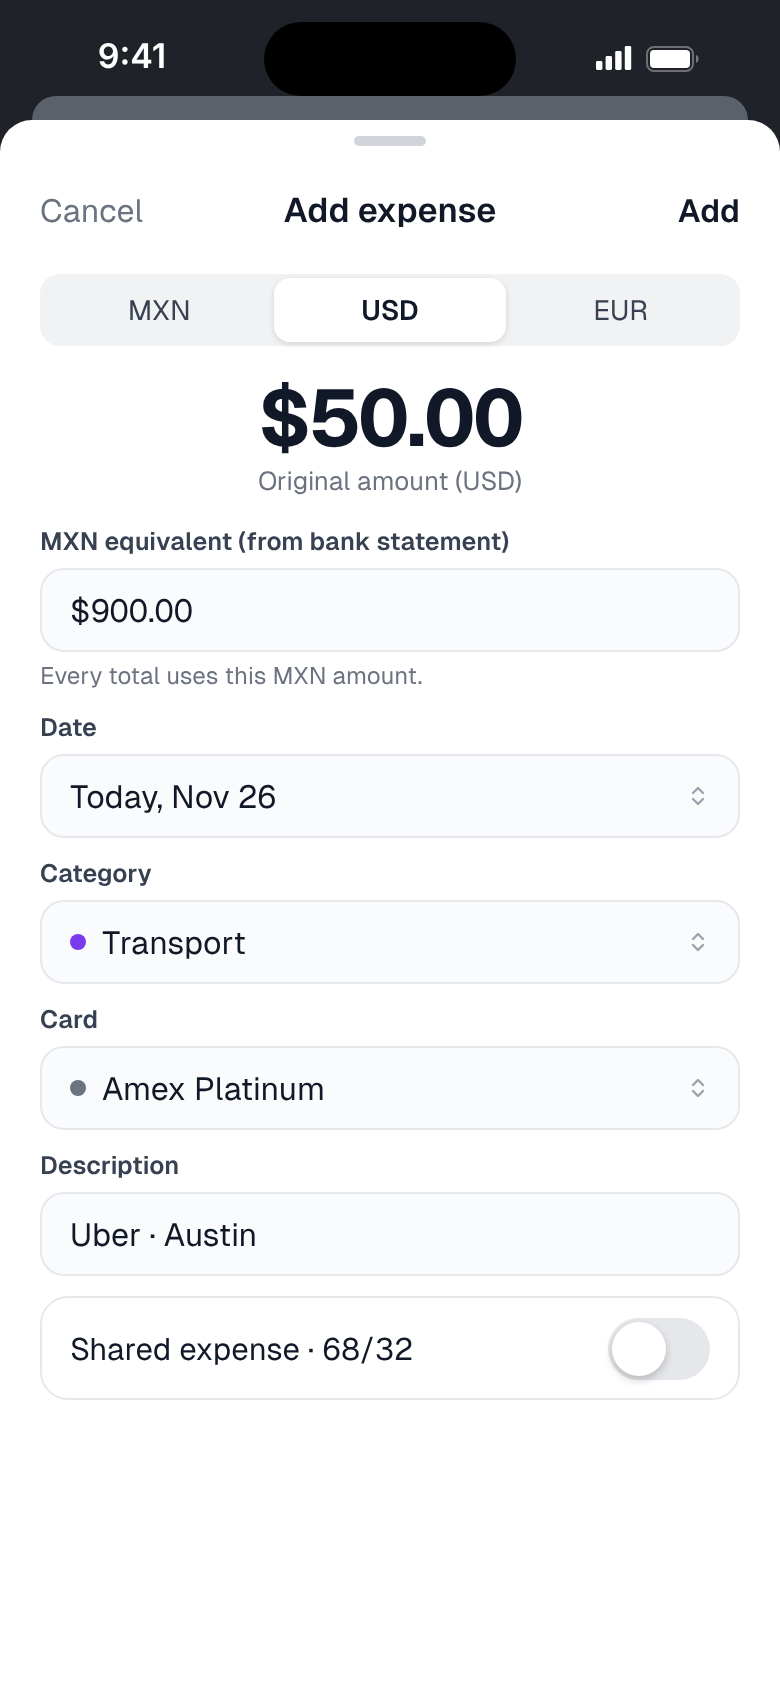 9:41
Cancel Add expense Add
MXN USD EUR
$50.00
Original amount (USD)
MXN equivalent (from bank statement)
$900.00
Every total uses this MXN amount.
Date
Today, Nov 26
Category
Transport
Card
Amex Platinum
Description
Uber · Austin
Shared expense · 68/32